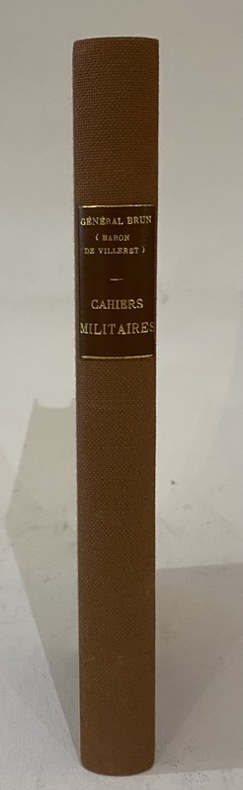 GÉNÉRAL BRUN
( BARON
DE VILLERET )
—
CAHIERS
MILITAIRES